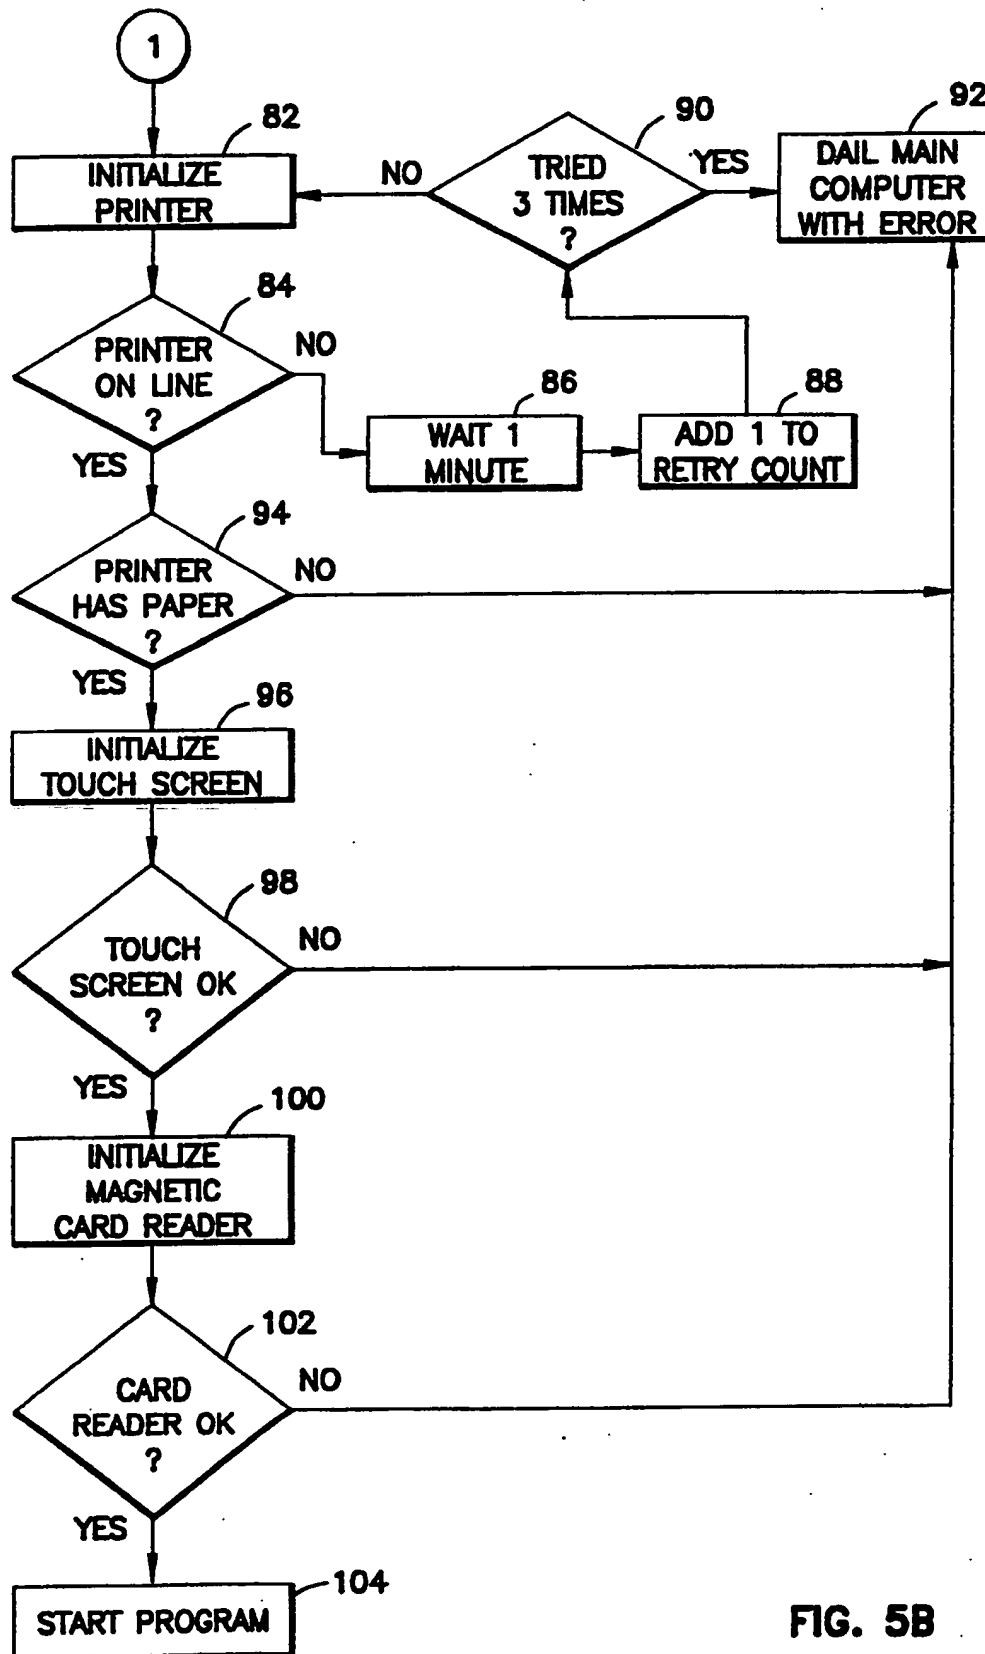 1
82
INITIALIZE
PRINTER
NO
90
TRIED
3 TIMES
?
YES
92
DAIL MAIN
COMPUTER
WITH ERROR
84
PRINTER
ON LINE
?
NO
YES
86
WAIT 1
MINUTE
88
ADD 1 TO
RETRY COUNT
94
PRINTER
HAS PAPER
?
NO
YES
96
INITIALIZE
TOUCH SCREEN
98
TOUCH
SCREEN OK
?
NO
YES
100
INITIALIZE
MAGNETIC
CARD READER
102
CARD
READER OK
?
NO
YES
104
START PROGRAM
FIG. 5B